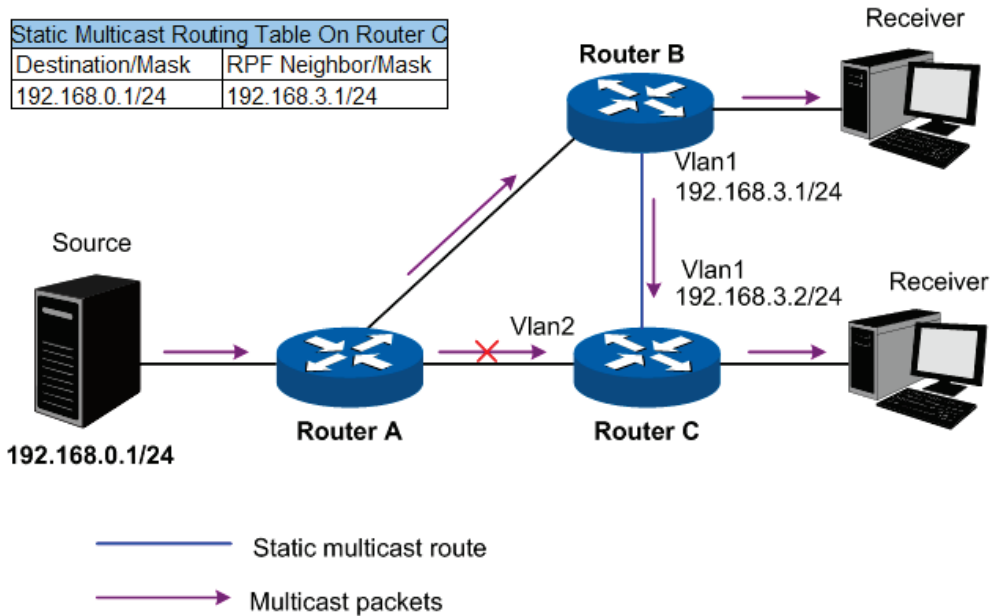 Static Multicast Routing Table On Router C
Destination/Mask RPF Neighbor/Mask
192.168.0.1/24 192.168.3.1/24
Receiver
Router B
Vlan1
192.168.3.1/24
Source
Vlan1
192.168.3.2/24
Receiver
Vlan2
Router A
Router C
192.168.0.1/24
Static multicast route
Multicast packets